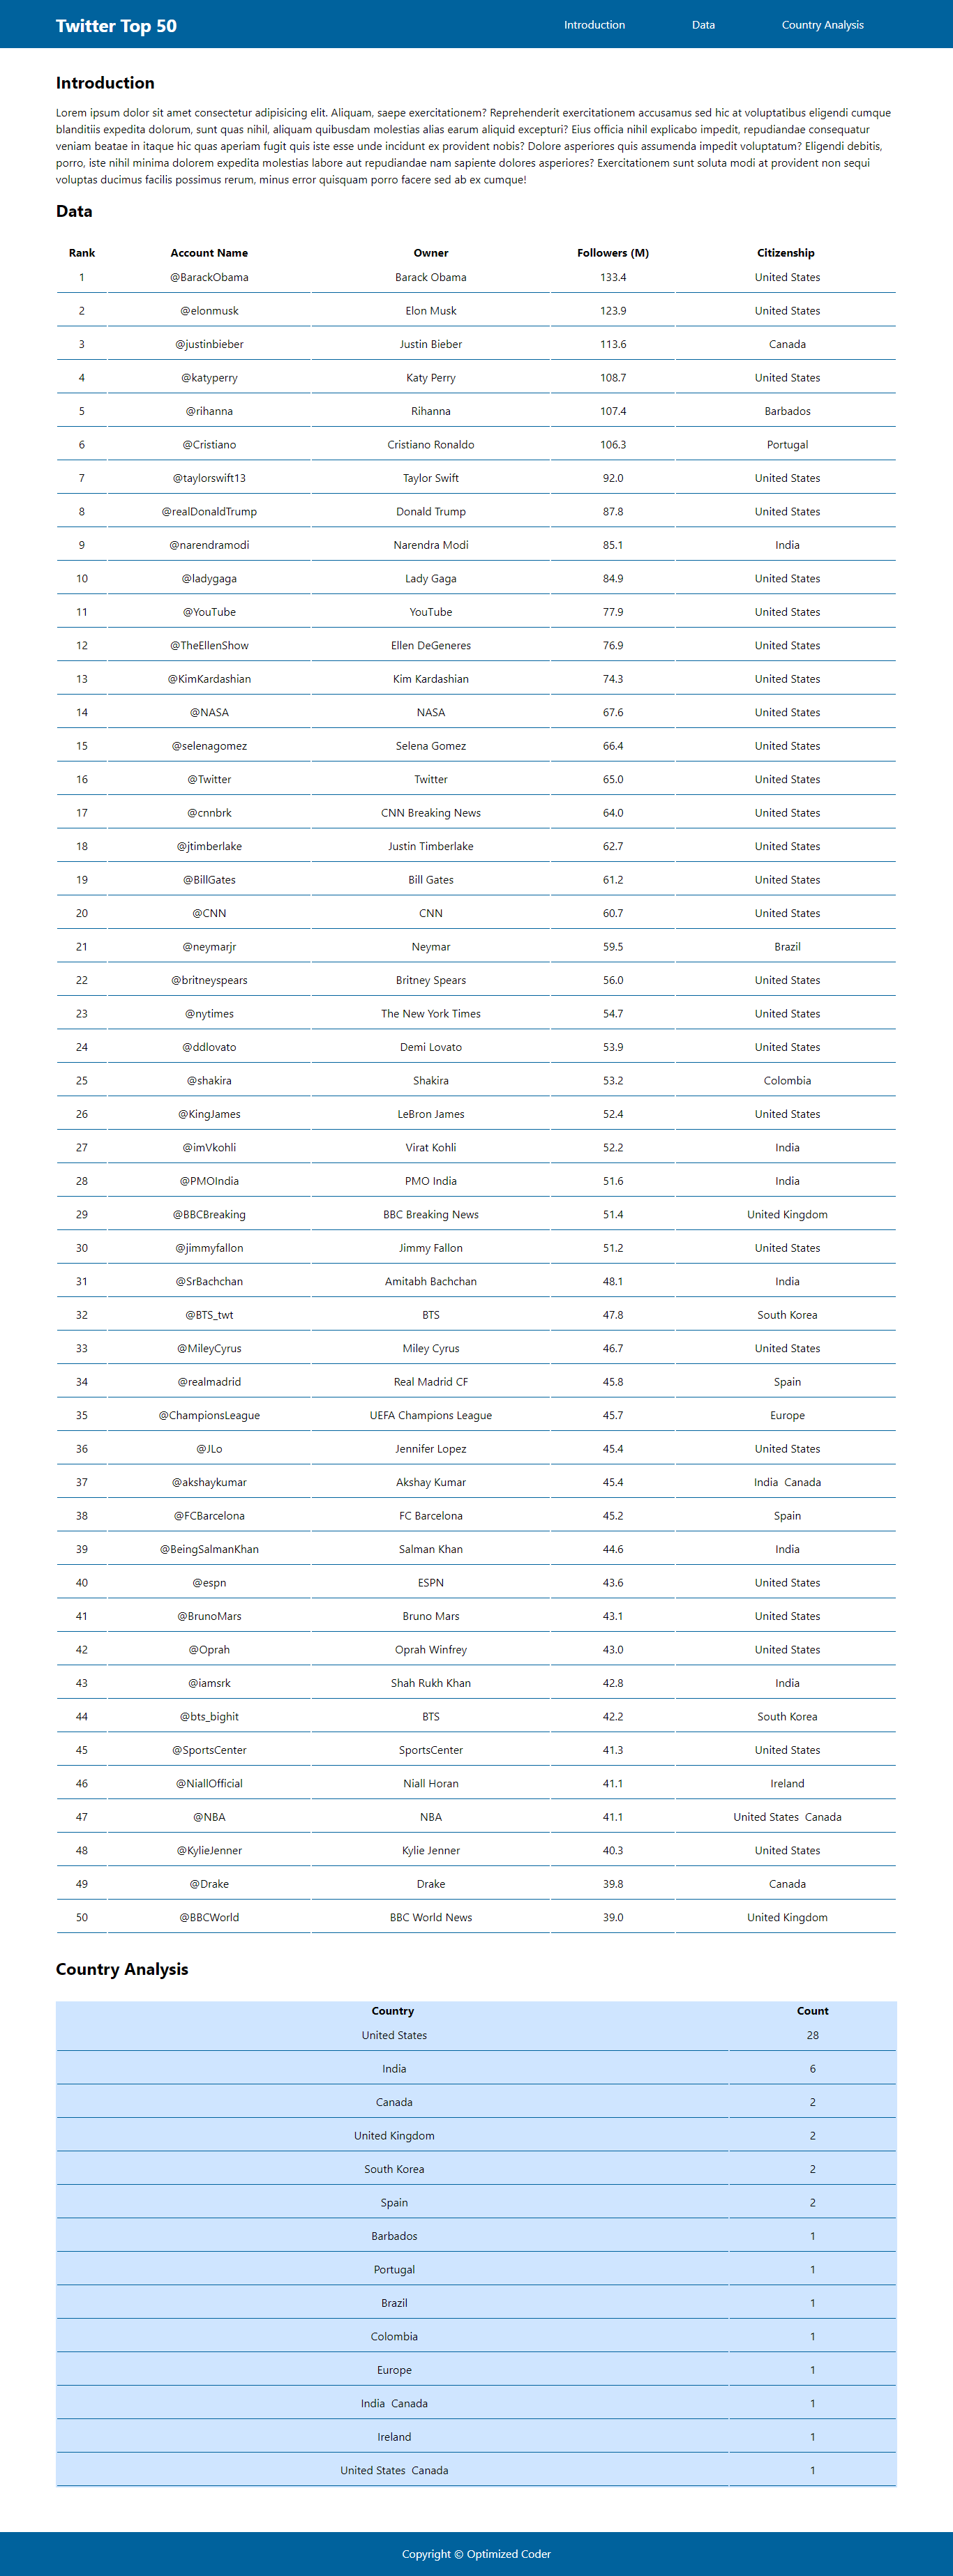 Twitter Top 50 Introduction Data Country Analysis
Introduction
Lorem ipsum dolor sit amet consectetur adipisicing elit. Aliquam, saepe exercitationem? Reprehenderit exercitationem accusamus sed hic at voluptatibus eligendi cumque
blanditiis expedita dolorum, sunt quas nihil, aliquam quibusdam molestias alias earum aliquid excepturi? Eius officia nihil explicabo impedit, repudiandae consequatur
veniam beatae in itaque hic quas aperiam fugit quis iste esse unde incidunt ex provident nobis? Dolore asperiores quis assumenda impedit voluptatum? Eligendi debitis,
porro, iste nihil minima dolorem expedita molestias labore aut repudiandae nam sapiente dolores asperiores? Exercitationem sunt soluta modi at provident non sequi
voluptas ducimus facilis possimus rerum, minus error quisquam porro facere sed ab ex cumque!
Data
Rank Account Name Owner Followers (M) Citizenship
1 @BarackObama Barack Obama 133.4 United States
2 @elonmusk Elon Musk 123.9 United States
3 @justinbieber Justin Bieber 113.6 Canada
4 @katyperry Katy Perry 108.7 United States
5 @rihanna Rihanna 107.4 Barbados
6 @Cristiano Cristiano Ronaldo 106.3 Portugal
7 @taylorswift13 Taylor Swift 92.0 United States
8 @realDonaldTrump Donald Trump 87.8 United States
9 @narendramodi Narendra Modi 85.1 India
10 @ladygaga Lady Gaga 84.9 United States
11 @YouTube YouTube 77.9 United States
12 @TheEllenShow Ellen DeGeneres 76.9 United States
13 @KimKardashian Kim Kardashian 74.3 United States
14 @NASA NASA 67.6 United States
15 @selenagomez Selena Gomez 66.4 United States
16 @Twitter Twitter 65.0 United States
17 @cnnbrk CNN Breaking News 64.0 United States
18 @jtimberlake Justin Timberlake 62.7 United States
19 @BillGates Bill Gates 61.2 United States
20 @CNN CNN 60.7 United States
21 @neymarjr Neymar 59.5 Brazil
22 @britneyspears Britney Spears 56.0 United States
23 @nytimes The New York Times 54.7 United States
24 @ddlovato Demi Lovato 53.9 United States
25 @shakira Shakira 53.2 Colombia
26 @KingJames LeBron James 52.4 United States
27 @imVkohli Virat Kohli 52.2 India
28 @PMOIndia PMO India 51.6 India
29 @BBCBreaking BBC Breaking News 51.4 United Kingdom
30 @jimmyfallon Jimmy Fallon 51.2 United States
31 @SrBachchan Amitabh Bachchan 48.1 India
32 @BTS_twt BTS 47.8 South Korea
33 @MileyCyrus Miley Cyrus 46.7 United States
34 @realmadrid Real Madrid CF 45.8 Spain
35 @ChampionsLeague UEFA Champions League 45.7 Europe
36 @JLo Jennifer Lopez 45.4 United States
37 @akshaykumar Akshay Kumar 45.4 India Canada
38 @FCBarcelona FC Barcelona 45.2 Spain
39 @BeingSalmanKhan Salman Khan 44.6 India
40 @espn ESPN 43.6 United States
41 @BrunoMars Bruno Mars 43.1 United States
42 @Oprah Oprah Winfrey 43.0 United States
43 @iamsrk Shah Rukh Khan 42.8 India
44 @bts_bighit BTS 42.2 South Korea
45 @SportsCenter SportsCenter 41.3 United States
46 @NiallOfficial Niall Horan 41.1 Ireland
47 @NBA NBA 41.1 United States Canada
48 @KylieJenner Kylie Jenner 40.3 United States
49 @Drake Drake 39.8 Canada
50 @BBCWorld BBC World News 39.0 United Kingdom
Country Analysis
Country Count
United States 28
India 6
Canada 2
United Kingdom 2
South Korea 2
Spain 2
Barbados 1
Portugal 1
Brazil 1
Colombia 1
Europe 1
India Canada 1
Ireland 1
United States Canada 1
Copyright © Optimized Coder